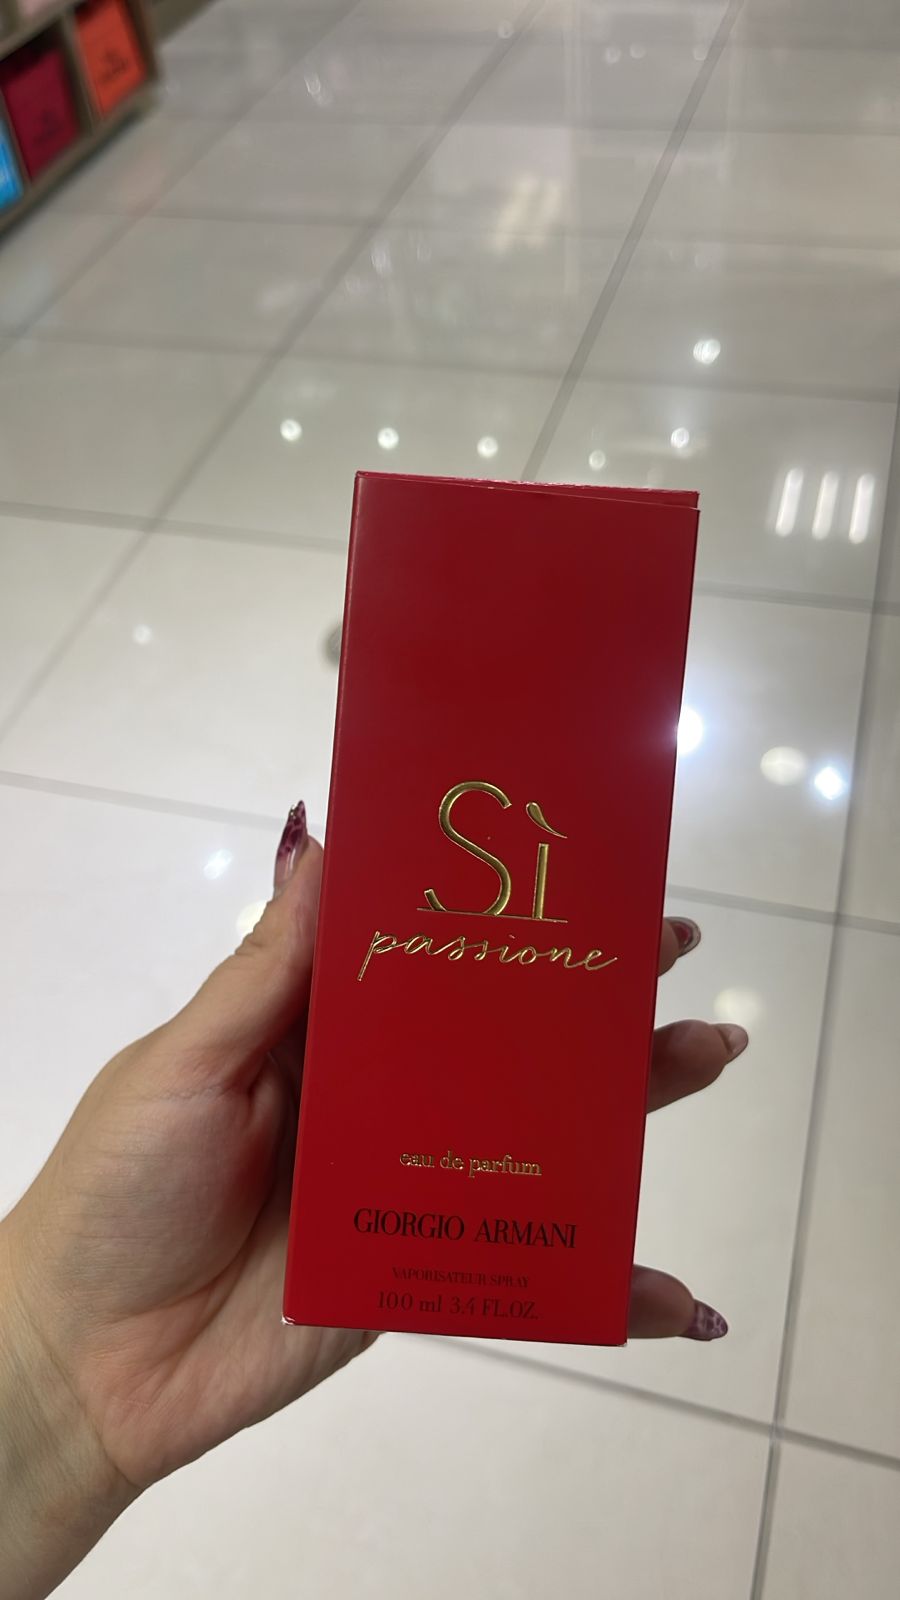 Sì
passione
eau de parfum
GIORGIO ARMANI
VAPORISATEUR SPRAY
100 ml 3.4 FL.OZ.